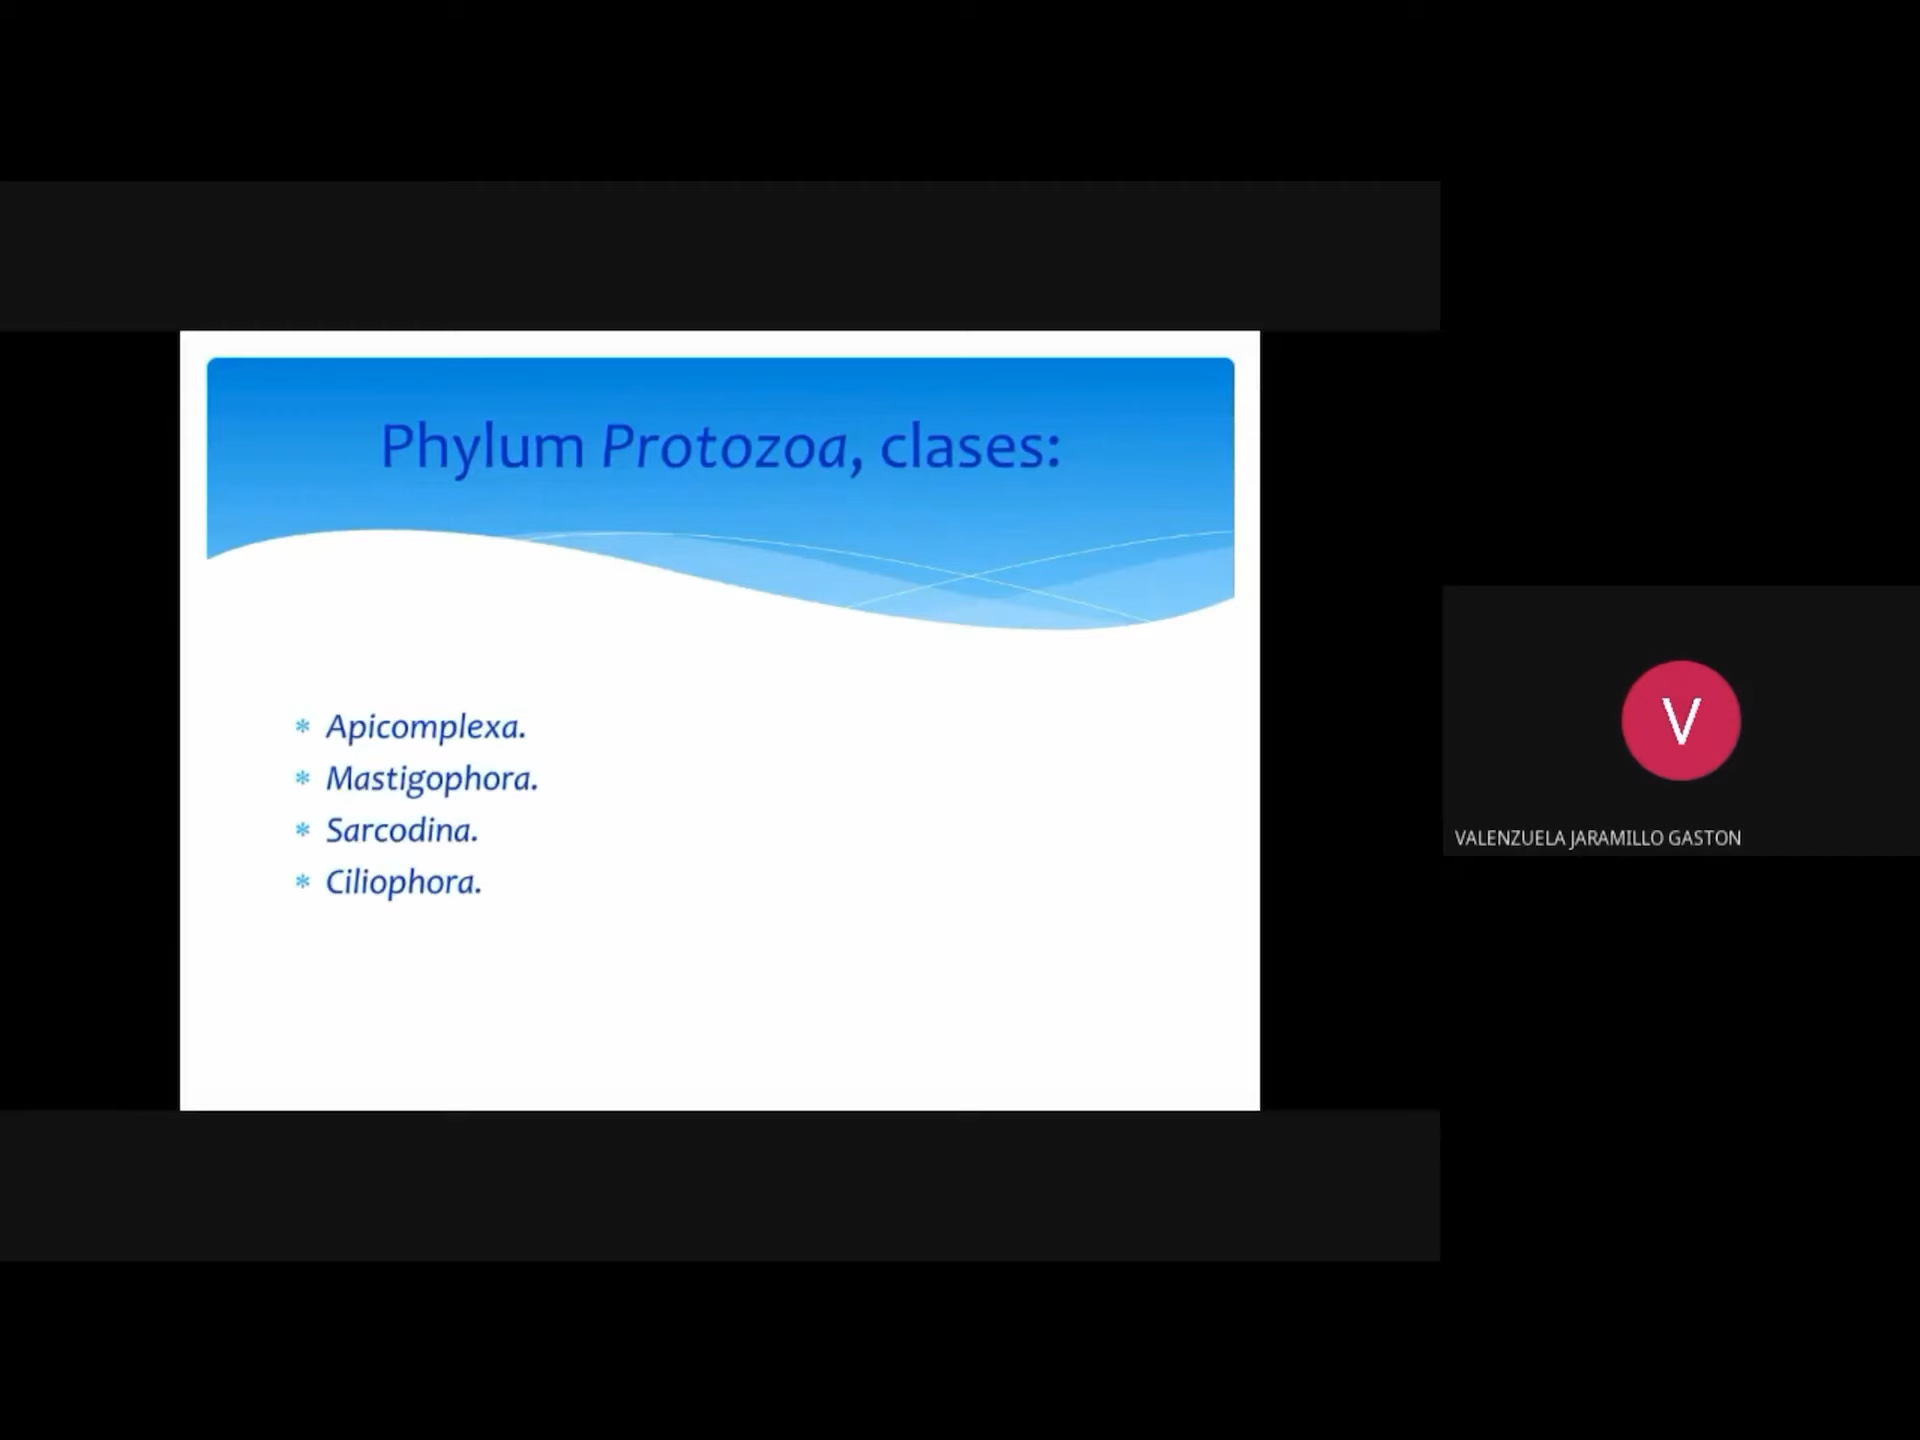 Phylum Protozoa, clases:
* Apicomplexa.
* Mastigophora.
* Sarcodina.
* Ciliophora.
V
VALENZUELA JARAMILLO GASTON